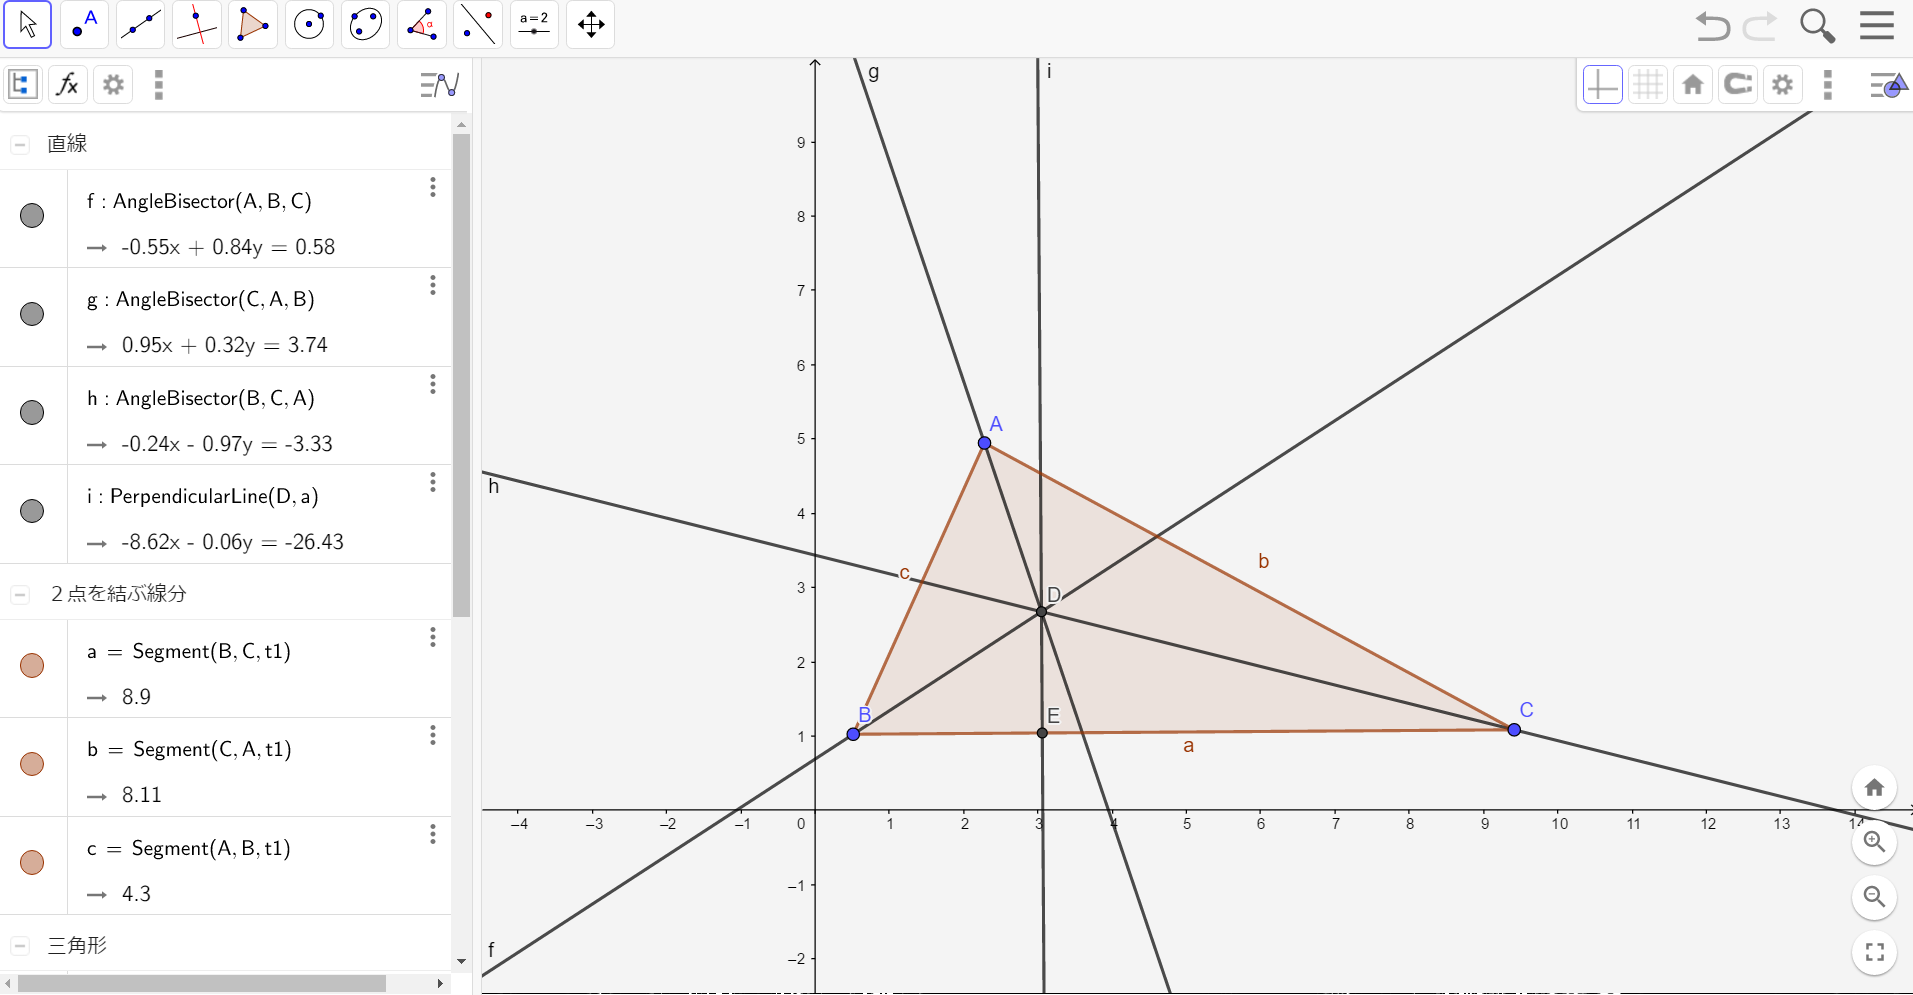 A
α
a=2
fx
直線
f : AngleBisector(A, B, C)
→ -0.55x + 0.84y = 0.58
g : AngleBisector(C, A, B)
→ 0.95x + 0.32y = 3.74
h : AngleBisector(B, C, A)
→ -0.24x - 0.97y = -3.33
i : PerpendicularLine(D, a)
→ -8.62x - 0.06y = -26.43
２点を結ぶ線分
a = Segment(B, C, t1)
→ 8.9
b = Segment(C, A, t1)
→ 8.11
c = Segment(A, B, t1)
→ 4.3
三角形
g
i
9
8
7
6
5
A
h
4
b
3
c
D
2
B
E
C
1
a
–4 –3 –2 –1 0 1 2 3 4 5 6 7 8 9 10 11 12 13 14
–1
f
–2